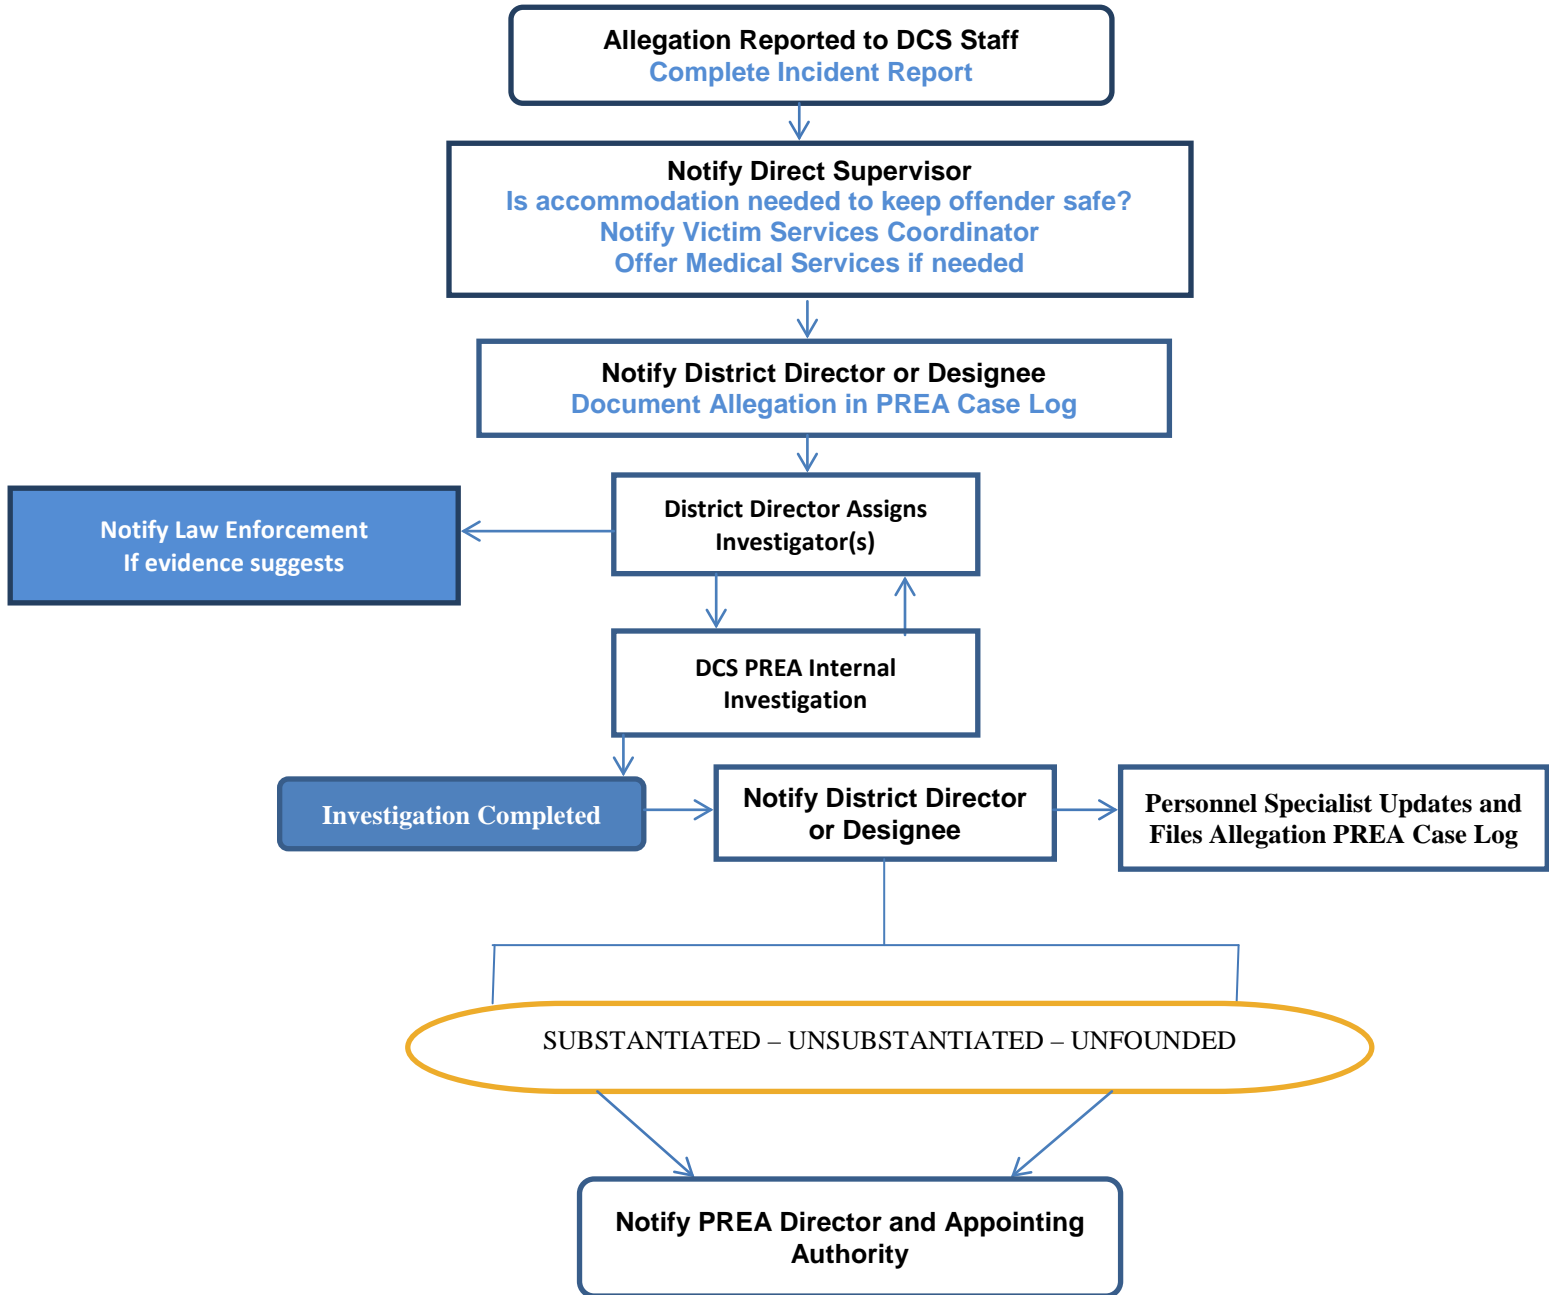 Allegation Reported to DCS Staff
Complete Incident Report
Notify Direct Supervisor
Is accommodation needed to keep offender safe?
Notify Victim Services Coordinator
Offer Medical Services if needed
Notify District Director or Designee
Document Allegation in PREA Case Log
District Director Assigns
Investigator(s)
Notify Law Enforcement
If evidence suggests
DCS PREA Internal
Investigation
Investigation Completed
Notify District Director
or Designee
Personnel Specialist Updates and
Files Allegation PREA Case Log
SUBSTANTIATED – UNSUBSTANTIATED – UNFOUNDED
Notify PREA Director and Appointing
Authority